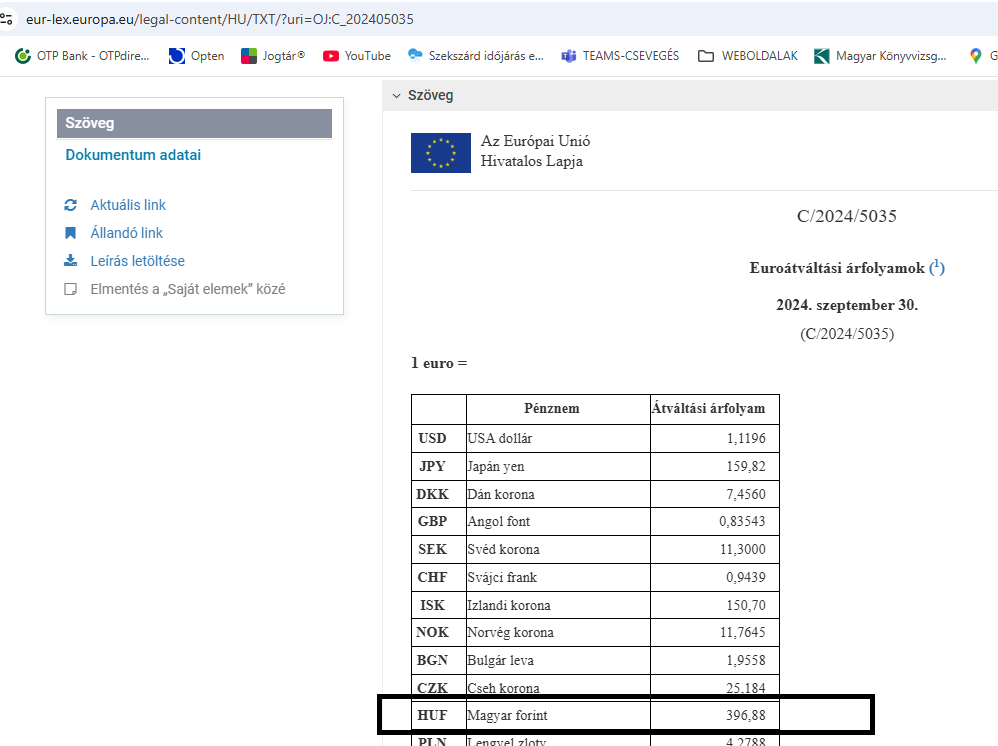 eur-lex.europa.eu/legal-content/HU/TXT/?uri=OJ:C_202405035
OTP Bank - OTPdire... Opten Jogtár® YouTube Szekszárd időjárás e... TEAMS-CSEVEGÉS WEBOLDALAK Magyar Könyvvizsg... G
Szöveg
Dokumentum adatai
Aktuális link
Állandó link
Leírás letöltése
Elmentés a „Saját elemek” közé
Szöveg
Az Európai Unió
Hivatalos Lapja
C/2024/5035
Euroátváltási árfolyamok (1)
2024. szeptember 30.
(C/2024/5035)
1 euro =
Pénznem Átváltási árfolyam
USD USA dollár 1,1196
JPY Japán yen 159,82
DKK Dán korona 7,4560
GBP Angol font 0,83543
SEK Svéd korona 11,3000
CHF Svájci frank 0,9439
ISK Izlandi korona 150,70
NOK Norvég korona 11,7645
BGN Bulgár leva 1,9558
CZK Cseh korona 25,184
HUF Magyar forint 396,88
PLN Lengyel zloty 4,2788